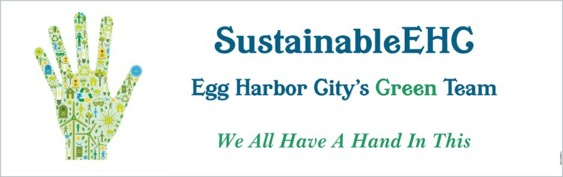 SustainableEHC
Egg Harbor City's Green Team
We All Have A Hand In This